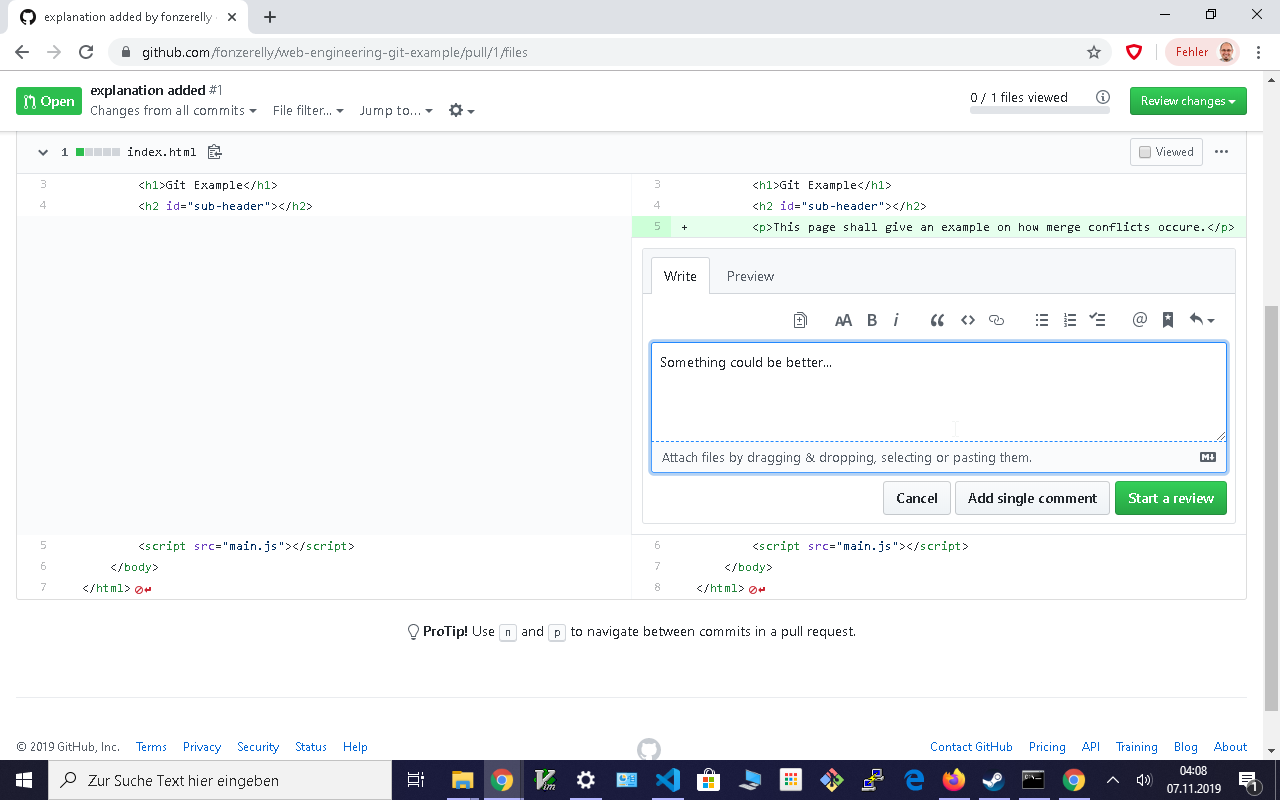 explanation added by fonzerelly
github.com/fonzerelly/web-engineering-git-example/pull/1/files
Fehler
Open
explanation added #1
Changes from all commits
File filter...
Jump to...
0 / 1 files viewed
Review changes
1
index.html
Viewed
3 <h1>Git Example</h1>
4 <h2 id="sub-header"></h2>
3 <h1>Git Example</h1>
4 <h2 id="sub-header"></h2>
5 + <p>This page shall give an example on how merge conflicts occure.</p>
Write
Preview
AA B i
@
Something could be better...
Attach files by dragging & dropping, selecting or pasting them.
Cancel
Add single comment
Start a review
5 <script src="main.js"></script>
6 </body>
7 </html>
6 <script src="main.js"></script>
7 </body>
8 </html>
ProTip! Use n and p to navigate between commits in a pull request.
© 2019 GitHub, Inc.
Terms
Privacy
Security
Status
Help
Contact GitHub
Pricing
API
Training
Blog
About
Zur Suche Text hier eingeben
04:08
07.11.2019
1